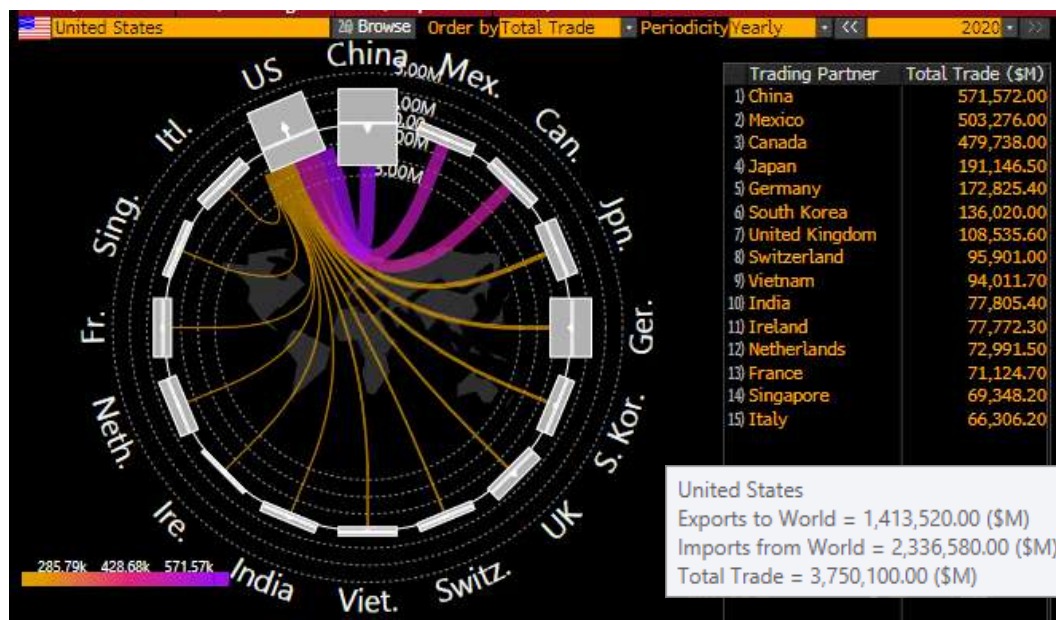 United States 20 Browse Order by Total Trade Periodicity Yearly << 2020 >>
China
US
Mex.
Itl.
Can.
Sing.
Jpn.
Fr.
Ger.
Neth.
S. Kor.
Ire.
UK
India
Viet.
Switz.
285.79k 428.68k 571.57k
Trading Partner Total Trade ($M)
1) China 571,572.00
2) Mexico 503,276.00
3) Canada 479,738.00
4) Japan 191,146.50
5) Germany 172,825.40
6) South Korea 136,020.00
7) United Kingdom 108,535.60
8) Switzerland 95,901.00
9) Vietnam 94,011.70
10) India 77,805.40
11) Ireland 77,772.30
12) Netherlands 72,991.50
13) France 71,124.70
14) Singapore 69,348.20
15) Italy 66,306.20
United States
Exports to World = 1,413,520.00 ($M)
Imports from World = 2,336,580.00 ($M)
Total Trade = 3,750,100.00 ($M)